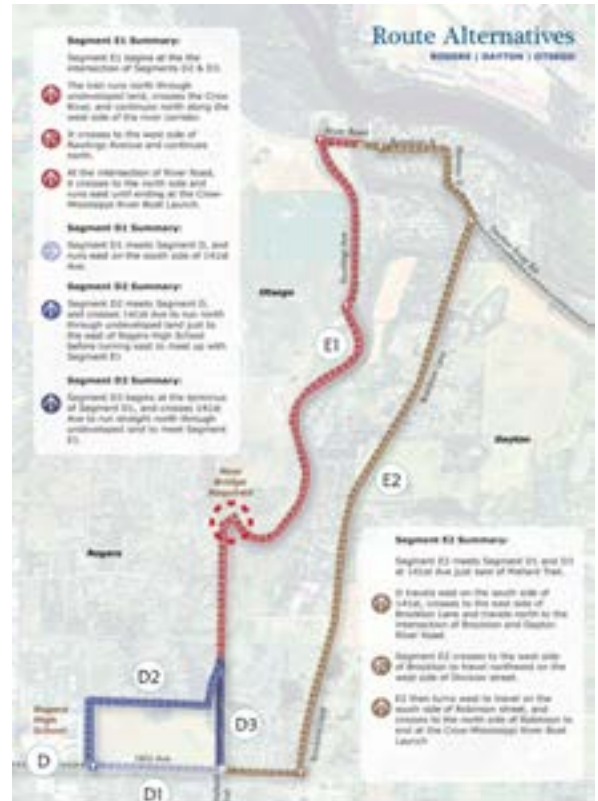 Route Alternatives
ROGERS | DAYTON | OTSEGO
Segment E1 Summary:
Segment E1 begins at the the
intersection of Segments D2 & D3.
The trail runs north through
undeveloped land, crosses the Crow
River, and continues north along the
west side of the river corridor.
It crosses to the west side of
Rawlings Avenue and continues
north.
At the intersection of River Road,
it crosses to the north side and
runs east until ending at the Crow-
Mississippi River Boat Launch.
Segment D1 Summary:
Segment D1 meets Segment D, and
runs east on the south side of 141st
Ave.
Segment D2 Summary:
Segment D2 meets Segment D,
and crosses 141st Ave to run north
through undeveloped land just to
the east of Rogers High School
before turning east to meet up with
Segment E1
Segment D3 Summary:
Segment D3 begins at the terminus
of Segment D1, and crosses 141st
Ave to run straight north through
undeveloped land to meet Segment
E1.
River Road
Otsego
E1
Dayton
E2
New
Bridge
Required
Rogers
D2
D3
Rogers
High
School
D
D1
Segment E2 Summary:
Segment E2 meets Segment D1 and D3
at 141st Ave just east of Mallard Trail.
It travels east on the south side of
141st, crosses to the east side of
Brockton Lane and travels north to the
intersection of Brockton and Dayton
River Road.
Segment E2 crosses to the west side
of Brockton to travel northwest on the
west side of Division street.
E2 then turns west to travel on the
south side of Robinson street, and
crosses to the north side of Robinson to
end at the Crow-Mississippi River Boat
Launch